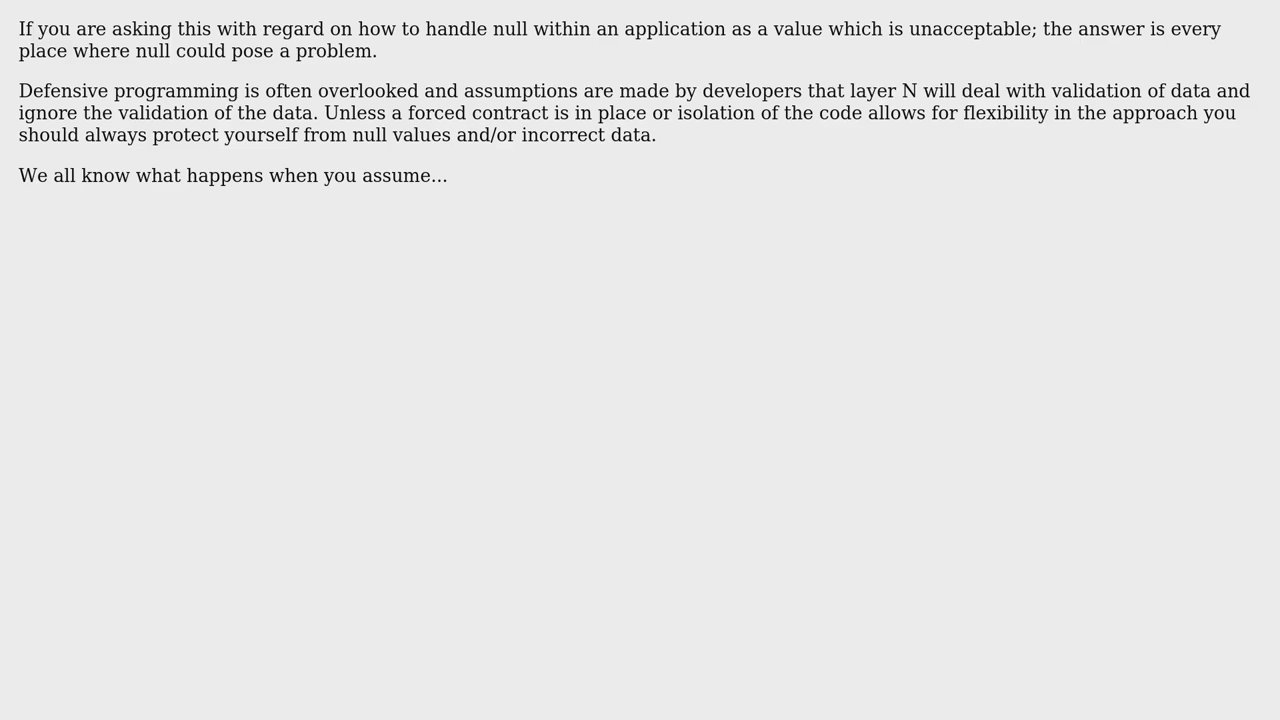 If you are asking this with regard on how to handle null within an application as a value which is unacceptable; the answer is every
place where null could pose a problem.
Defensive programming is often overlooked and assumptions are made by developers that layer N will deal with validation of data and
ignore the validation of the data. Unless a forced contract is in place or isolation of the code allows for flexibility in the approach you
should always protect yourself from null values and/or incorrect data.
We all know what happens when you assume...